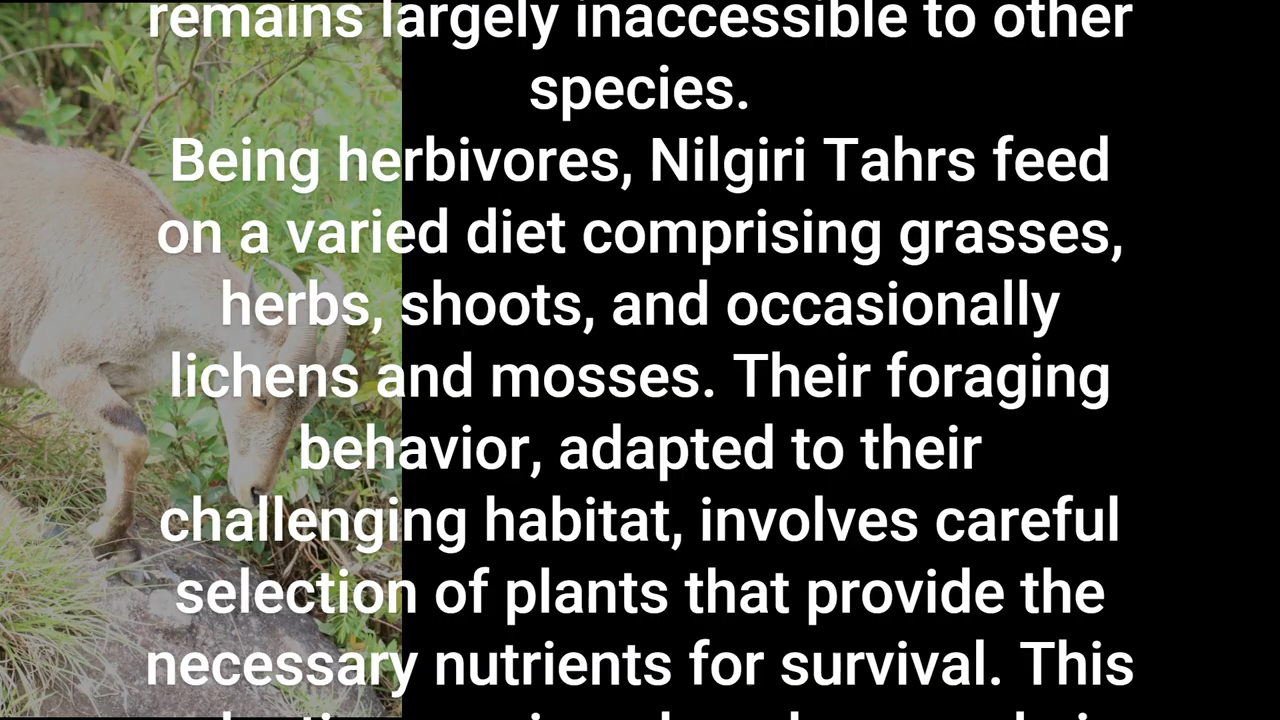 remains largely inaccessible to other
species.
Being herbivores, Nilgiri Tahrs feed
on a varied diet comprising grasses,
herbs, shoots, and occasionally
lichens and mosses. Their foraging
behavior, adapted to their
challenging habitat, involves careful
selection of plants that provide the
necessary nutrients for survival. This